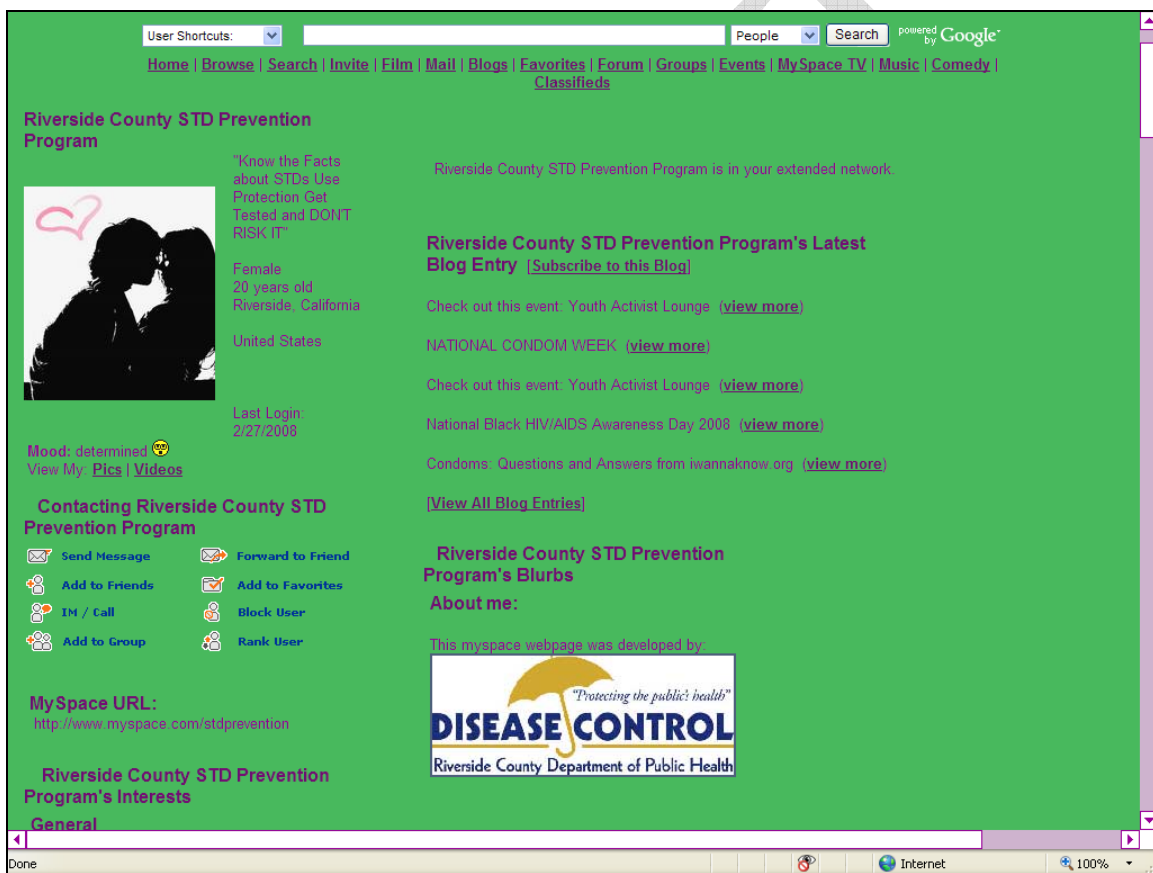 User Shortcuts:
People
Search
powered by Google
Home | Browse | Search | Invite | Film | Mail | Blogs | Favorites | Forum | Groups | Events | MySpace TV | Music | Comedy |
Classifieds
Riverside County STD Prevention
Program
"Know the Facts
about STDs Use
Protection Get
Tested and DON'T
RISK IT"
Female
20 years old
Riverside, California
United States
Last Login:
2/27/2008
Mood: determined
View My: Pics | Videos
Contacting Riverside County STD
Prevention Program
Send Message
Forward to Friend
Add to Friends
Add to Favorites
IM / Call
Block User
Add to Group
Rank User
MySpace URL:
http://www.myspace.com/stdprevention
Riverside County STD Prevention
Program's Interests
General
Riverside County STD Prevention Program is in your extended network.
Riverside County STD Prevention Program's Latest
Blog Entry [Subscribe to this Blog]
Check out this event: Youth Activist Lounge (view more)
NATIONAL CONDOM WEEK (view more)
Check out this event: Youth Activist Lounge (view more)
National Black HIV/AIDS Awareness Day 2008 (view more)
Condoms: Questions and Answers from iwannaknow.org (view more)
[View All Blog Entries]
Riverside County STD Prevention
Program's Blurbs
About me:
This myspace webpage was developed by:
"Protecting the public's health"
DISEASE CONTROL
Riverside County Department of Public Health
Done
Internet
100%